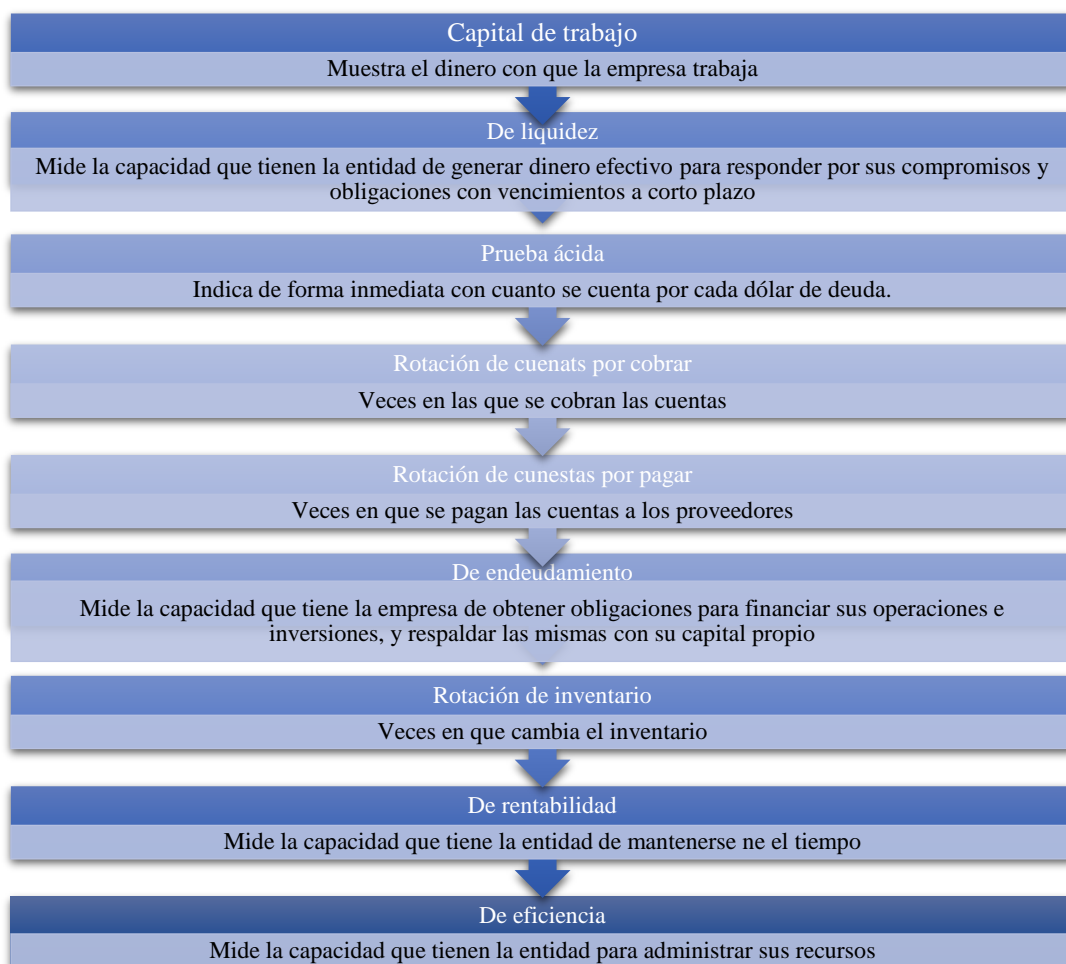 Capital de trabajo
Muestra el dinero con que la empresa trabaja
De liquidez
Mide la capacidad que tienen la entidad de generar dinero efectivo para responder por sus compromisos y
obligaciones con vencimientos a corto plazo
Prueba ácida
Indica de forma inmediata con cuanto se cuenta por cada dólar de deuda.
Rotación de cuenats por cobrar
Veces en las que se cobran las cuentas
Rotación de cunestas por pagar
Veces en que se pagan las cuentas a los proveedores
De endeudamiento
Mide la capacidad que tiene la empresa de obtener obligaciones para financiar sus operaciones e
inversiones, y respaldar las mismas con su capital propio
Rotación de inventario
Veces en que cambia el inventario
De rentabilidad
Mide la capacidad que tiene la entidad de mantenerse ne el tiempo
De eficiencia
Mide la capacidad que tienen la entidad para administrar sus recursos